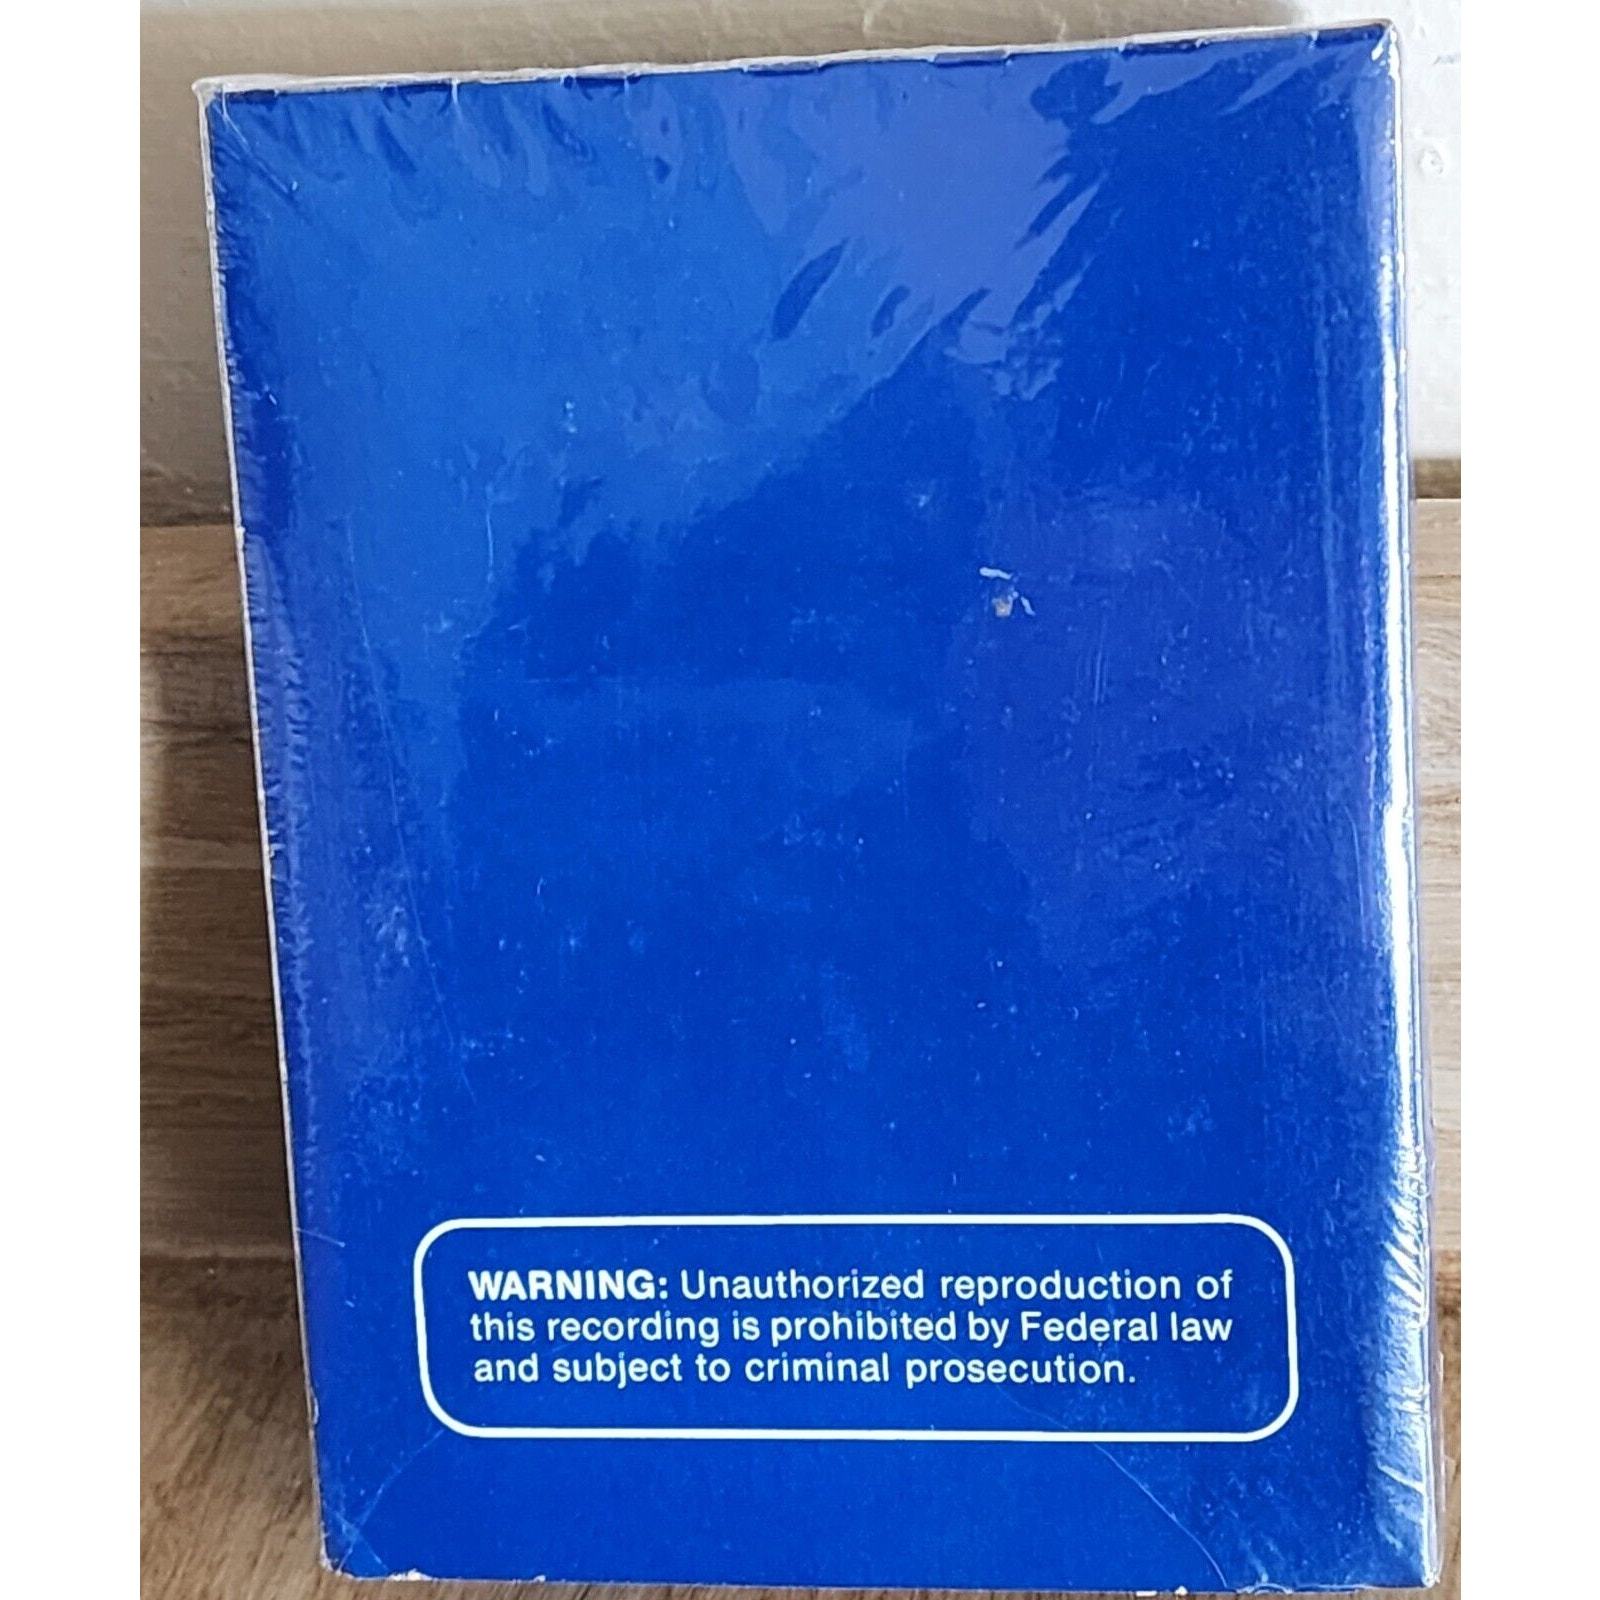 WARNING: Unauthorized reproduction of
this recording is prohibited by Federal law
and subject to criminal prosecution.